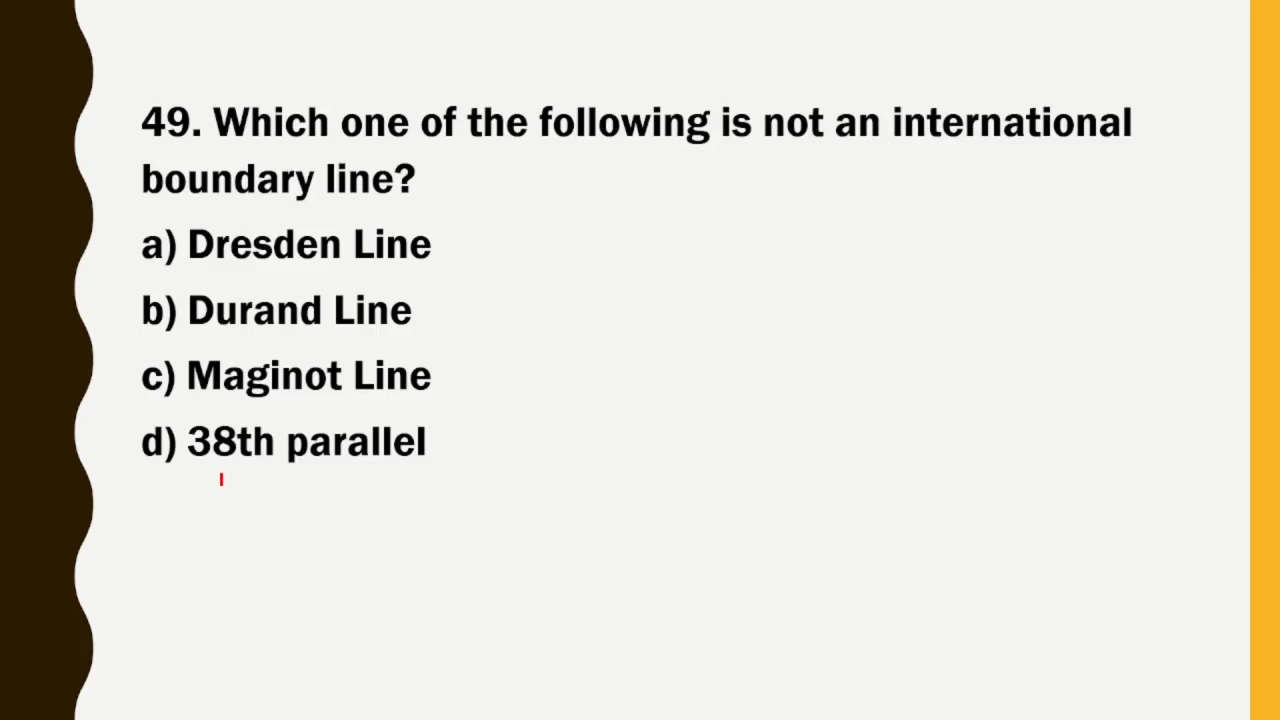 49. Which one of the following is not an international
boundary line?
a) Dresden Line
b) Durand Line
c) Maginot Line
d) 38th parallel